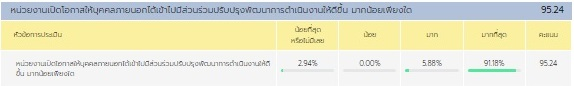 หน่วยงานเปิดโอกาสให้บุคคลภายนอกได้เข้าไปมีส่วนร่วมปรับปรุงพัฒนาการดำเนินงานให้ดีขึ้น มากน้อยเพียงใด 95.24
หัวข้อการประเมิน น้อยที่สุด หรือไม่มีเลย น้อย มาก มากที่สุด คะแนน
หน่วยงานเปิดโอกาสให้บุคคลภายนอกได้เข้าไปมีส่วนร่วมปรับปรุงพัฒนาการดำเนินงานให้ดี 2.94% 0.00% 5.88% 91.18% 95.24
ขึ้น มากน้อยเพียงใด